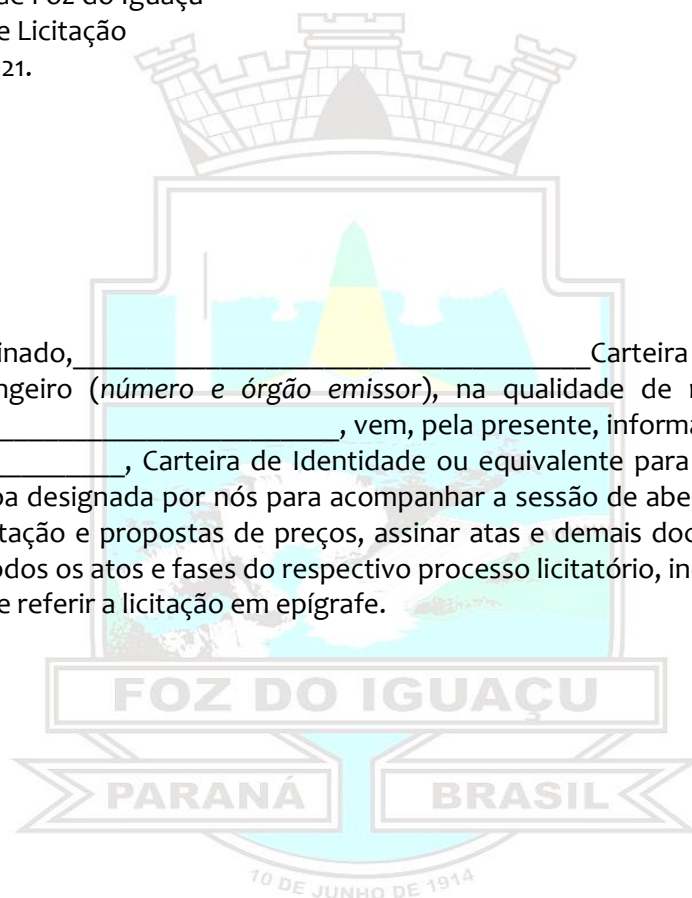 de Foz do Iguaçu
e Licitação
21.
inado,___________________________________Carteira
ngeiro (número e órgão emissor), na qualidade de
_______________________, vem, pela presente, informa
_________, Carteira de Identidade ou equivalente para
oa designada por nós para acompanhar a sessão de abe
tação e propostas de preços, assinar atas e demais doc
odos os atos e fases do respectivo processo licitatório, in
e referir a licitação em epígrafe.
FOZ DO IGUAÇU
PARANÁ BRASIL
10 DE JUNHO DE 1914